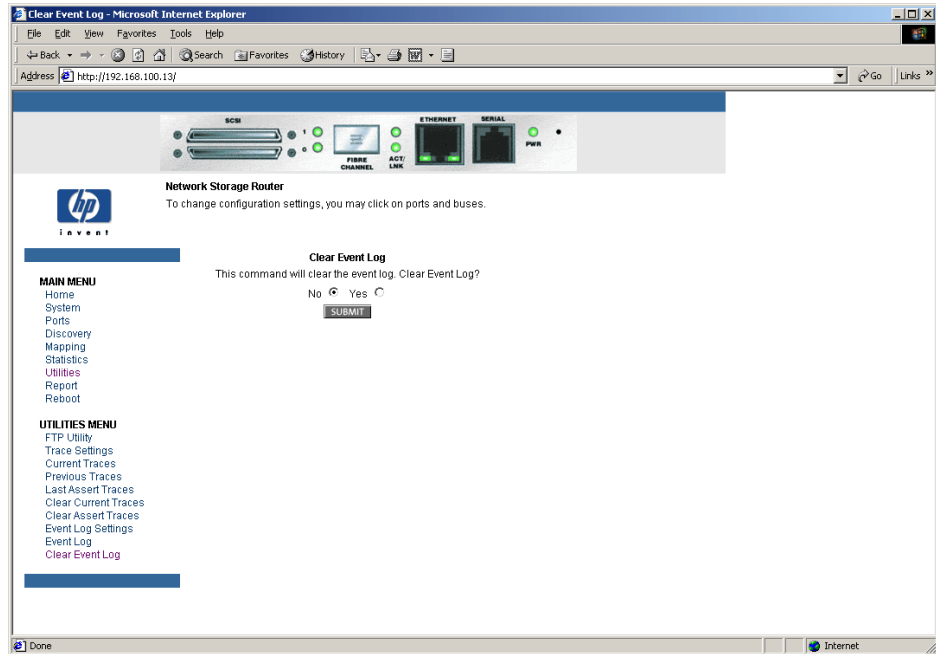 Clear Event Log - Microsoft Internet Explorer
File Edit View Favorites Tools Help
Back Search Favorites History
Address http://192.168.100.13/ Go Links »
SCSI
1
0
FIBRE CHANNEL
ACT/ LNK
ETHERNET
SERIAL
PWR
hp
invent
Network Storage Router
To change configuration settings, you may click on ports and buses.
Clear Event Log
This command will clear the event log. Clear Event Log?
No Yes
SUBMIT
MAIN MENU
Home
System
Ports
Discovery
Mapping
Statistics
Utilities
Report
Reboot
UTILITIES MENU
FTP Utility
Trace Settings
Current Traces
Previous Traces
Last Assert Traces
Clear Current Traces
Clear Assert Traces
Event Log Settings
Event Log
Clear Event Log
Done Internet